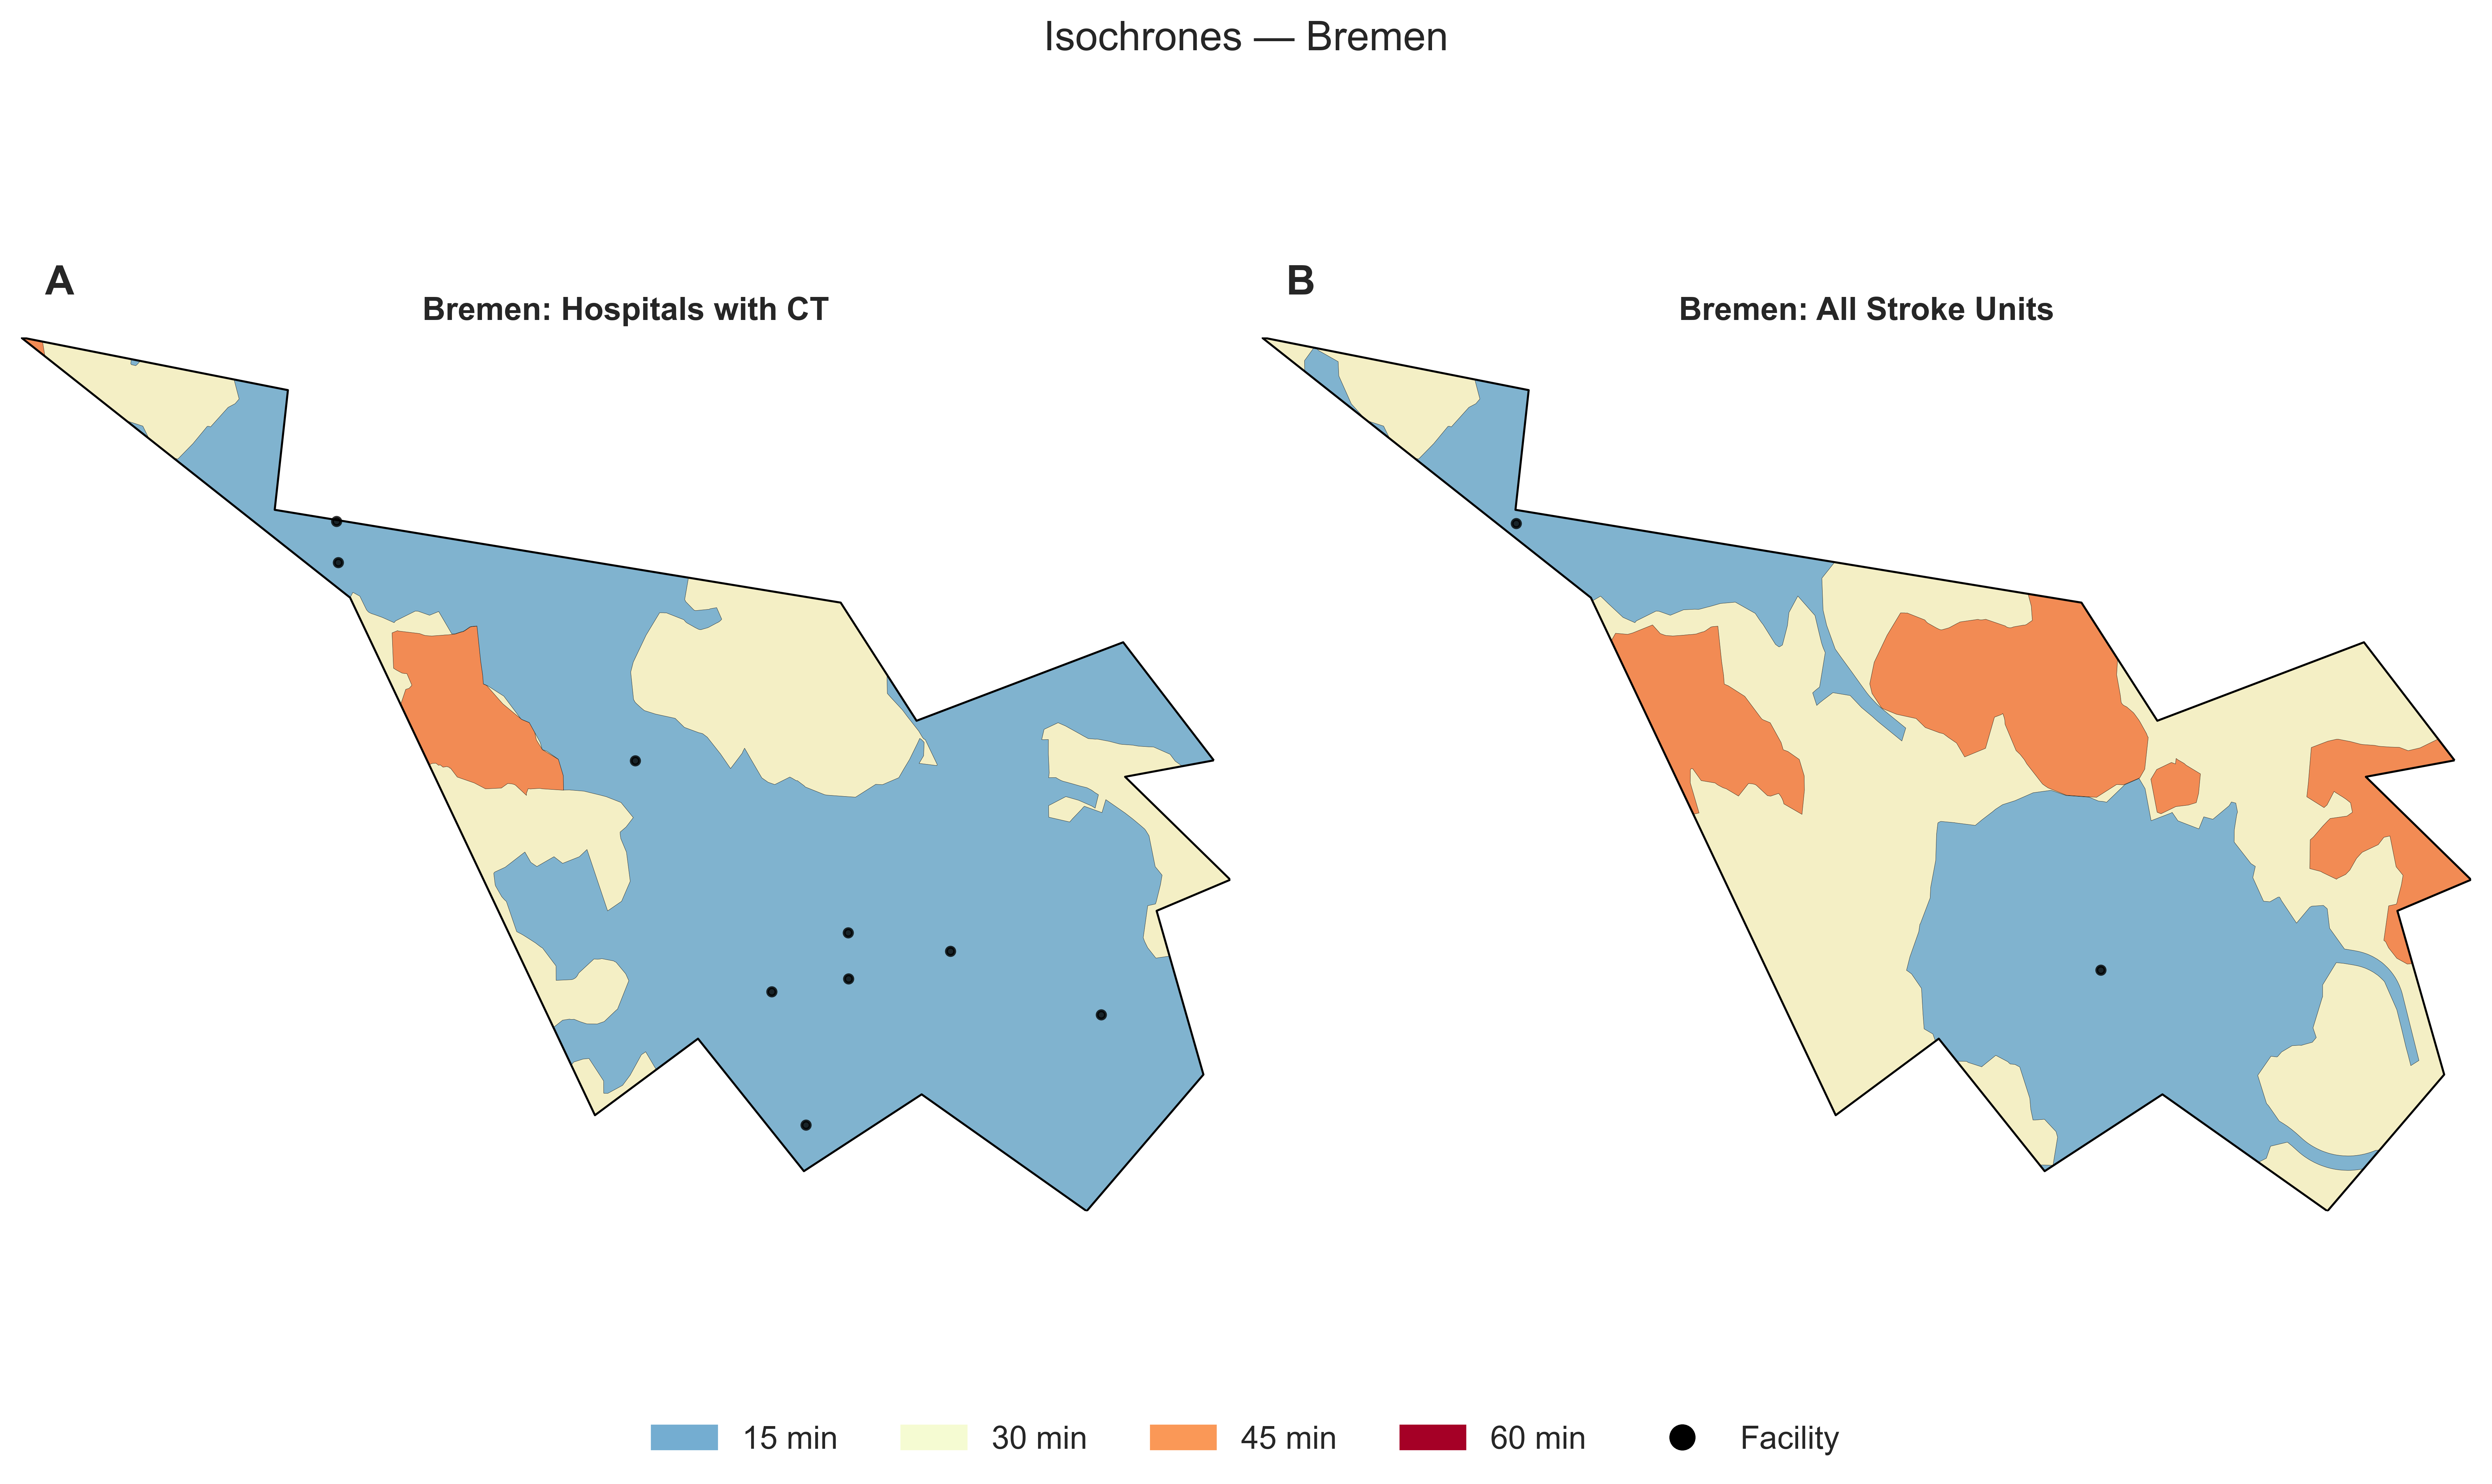 Isochrones — Bremen
A
Bremen: Hospitals with CT
B
Bremen: All Stroke Units
15 min
30 min
45 min
60 min
Facility